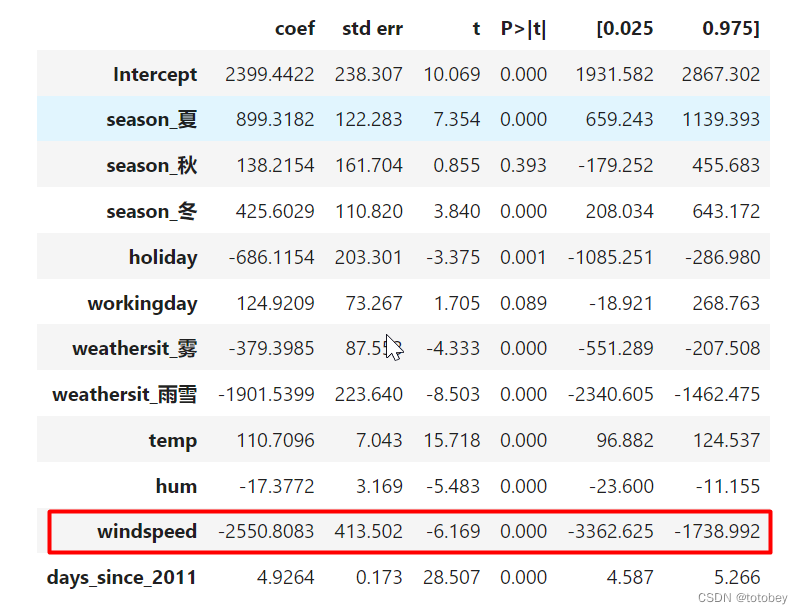 coef std err t P>|t| [0.025 0.975]
Intercept 2399.4422 238.307 10.069 0.000 1931.582 2867.302
season_夏 899.3182 122.283 7.354 0.000 659.243 1139.393
season_秋 138.2154 161.704 0.855 0.393 -179.252 455.683
season_冬 425.6029 110.820 3.840 0.000 208.034 643.172
holiday -686.1154 203.301 -3.375 0.001 -1085.251 -286.980
workingday 124.9209 73.267 1.705 0.089 -18.921 268.763
weathersit_雾 -379.3985 -4.333 0.000 -551.289 -207.508
weathersit_雨雪 -1901.5399 223.640 -8.503 0.000 -2340.605 -1462.475
temp 110.7096 7.043 15.718 0.000 96.882 124.537
hum -17.3772 3.169 -5.483 0.000 -23.600 -11.155
windspeed -2550.8083 413.502 -6.169 0.000 -3362.625 -1738.992
days_since_2011 4.9264 0.173 28.507 0.000 4.587 5.266
CSDN @totobey